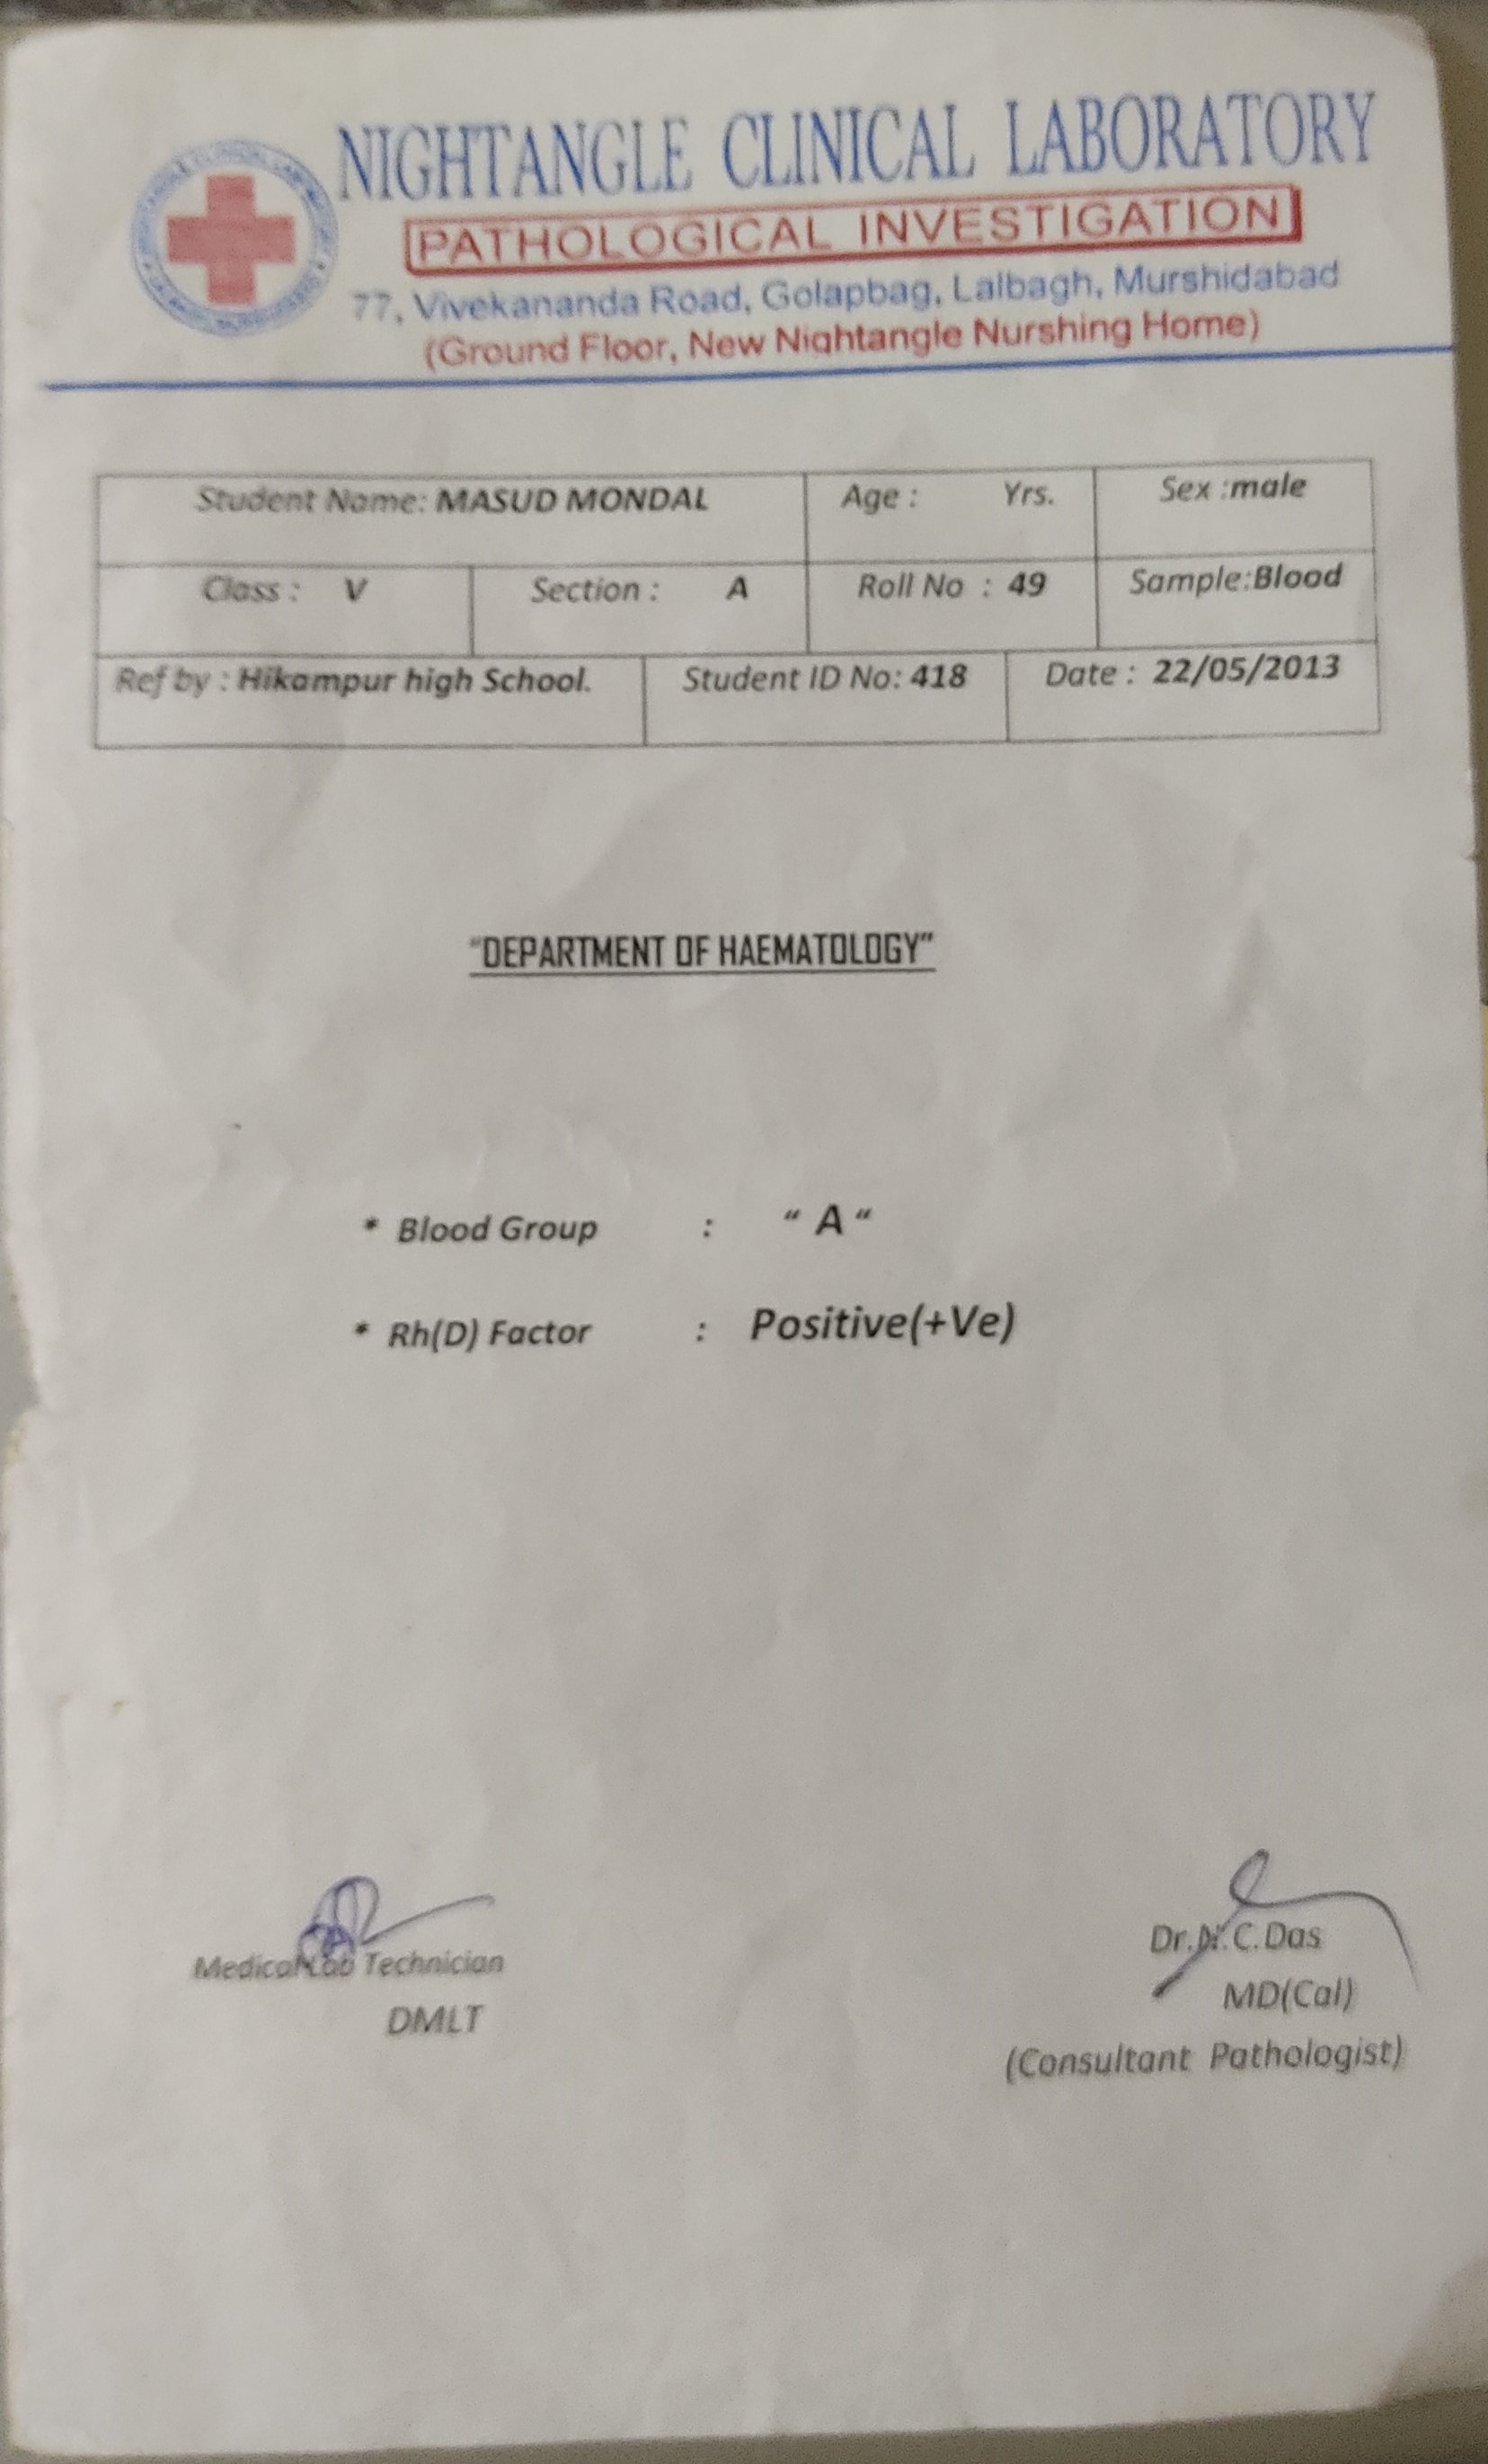 NIGHTANGLE CLINICAL LABORATORY
PATHOLOGICAL INVESTIGATION
77, Vivekananda Road, Golapbag, Lalbagh, Murshidabad
(Ground Floor, New Nightangle Nurshing Home)
Student Name: MASUD MONDAL Age : Yrs. Sex :male
Class : V Section : A Roll No : 49 Sample:Blood
Ref by : Hikampur high School. Student ID No: 418 Date : 22/05/2013
"DEPARTMENT OF HAEMATOLOGY"
* Blood Group : “ A “
* Rh(D) Factor : Positive(+Ve)
Medical Lab Technician
DMLT
Dr.N.C.Das
MD(Cal)
(Consultant Pathologist)